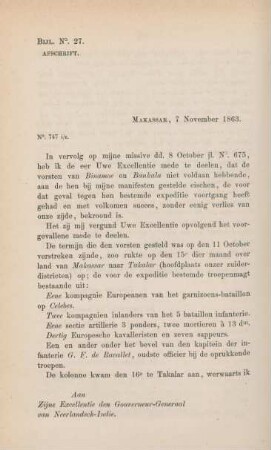 BIJL. N°. 27.
AFSCHRIFT.
MAKASSAR, 7 November 1863.
N°. 747 i/z.
In vervolg op mijne missive dd. 8 October jl. N°. 675,
heb ik de eer Uwe Excellentie mede te deelen, dat de
vorsten van Binamoe en Bankala niet voldaan hebbende,
aan de hen bij mijne manifesten gestelde eischen, de voor
dat geval tegen hen bestemde expeditie voortgang heeft
gehad en met volkomen succes, zonder eenig verlies van
onze zijde, bekroond is.
Het zij mij vergund Uwe Excellentie opvolgend het voor-
gevallene mede te deelen.
De termijn die den vorsten gesteld was op den 11 October
verstreken zijnde, zoo rukte op den 15e dier maand over
land van Makasser naar Takalar (hoofdplaats onzer zuider-
districten) op; de voor de expeditie bestemde troepenmagt
bestaande uit:
Eene kompagnie Europeanen van het garnizoens-bataillon
op Celebes.
Twee kompagnien inlanders van het 5 bataillon infanterie.
Eene sectie artillerie 3 ponders, twee mortieren à 13 dm.
Dertig Europesche kavalleristen en zeven sappeurs.
Een en ander onder het bevel van den kapitein der in-
fanterie G. F. de Bavallet, oudste officier bij de oprukkende
troepen.
De kolonne kwam den 16e te Takalar aan, werwaarts ik
Aan
Zijne Excellentie den Gouverneur-Generaal
van Neerlandsch-Indie.